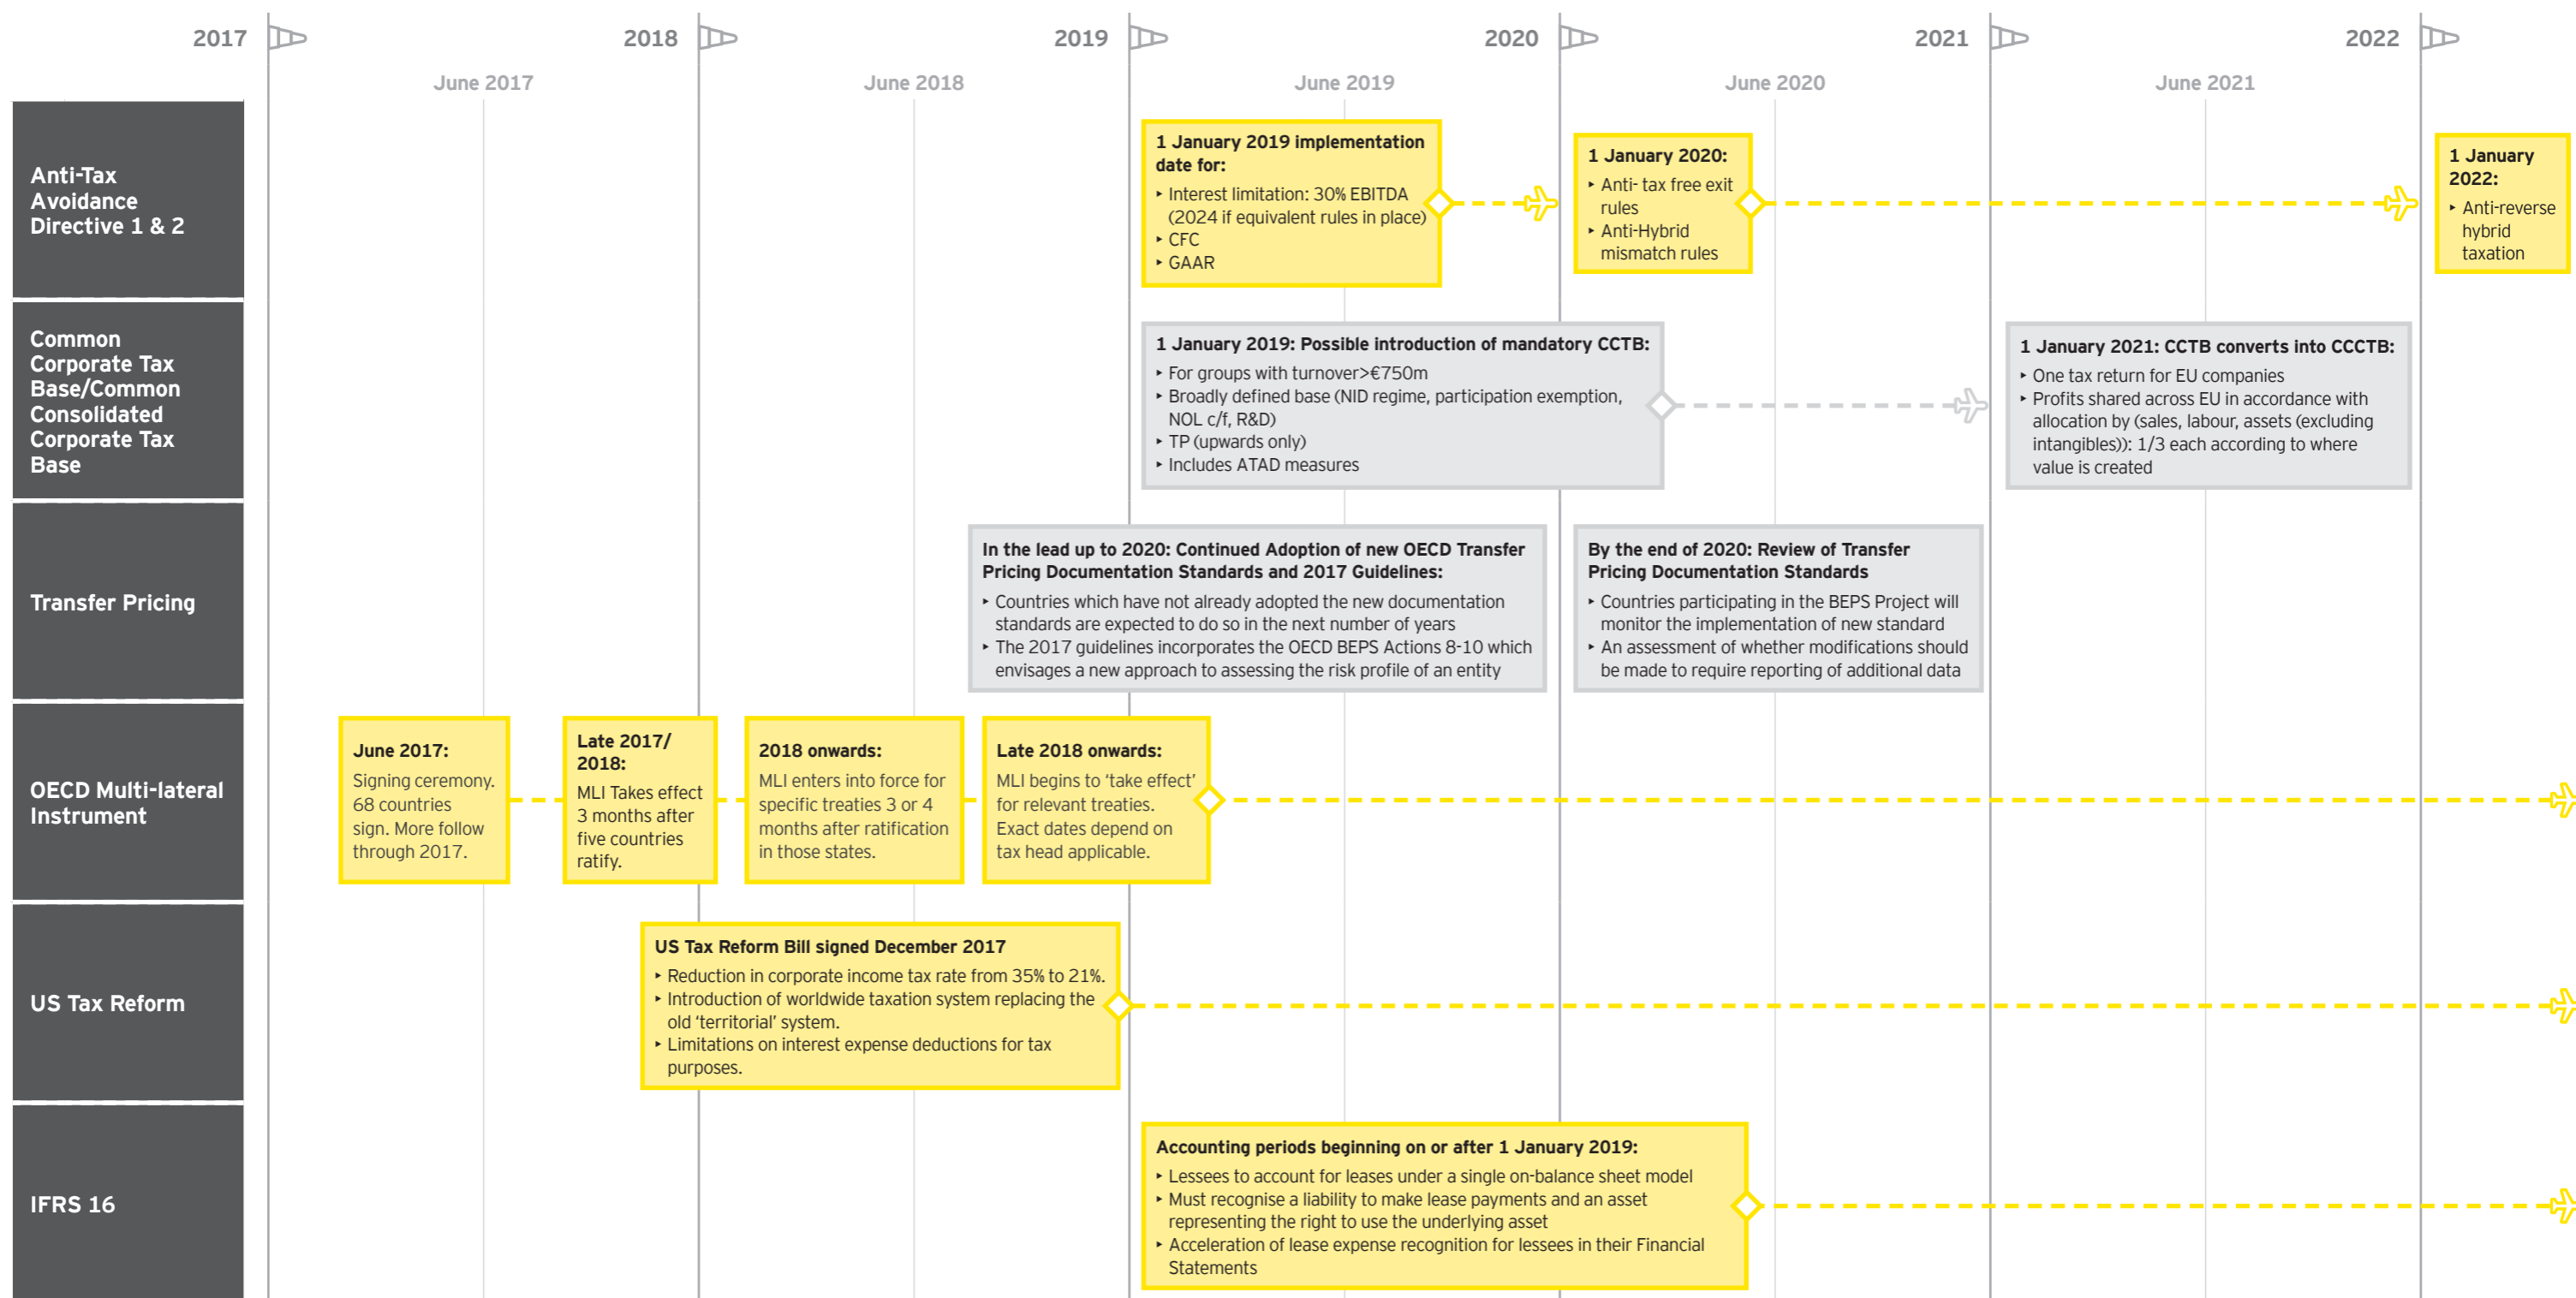 2017
2018
2019
2020
2021
2022
June 2017
June 2018
June 2019
June 2020
June 2021
Anti-Tax
Avoidance
Directive 1 & 2
1 January 2019 implementation
date for:
‣ Interest limitation: 30% EBITDA
(2024 if equivalent rules in place)
‣ CFC
‣ GAAR
1 January 2020:
‣ Anti- tax free exit
rules
‣ Anti-Hybrid
mismatch rules
1 January
2022:
‣ Anti-reverse
hybrid
taxation
Common
Corporate Tax
Base/Common
Consolidated
Corporate Tax
Base
1 January 2019: Possible introduction of mandatory CCTB:
‣ For groups with turnover>€750m
‣ Broadly defined base (NID regime, participation exemption,
NOL c/f, R&D)
‣ TP (upwards only)
‣ Includes ATAD measures
1 January 2021: CCTB converts into CCCTB:
‣ One tax return for EU companies
‣ Profits shared across EU in accordance with
allocation by (sales, labour, assets (excluding
intangibles)): 1/3 each according to where
value is created
Transfer Pricing
In the lead up to 2020: Continued Adoption of new OECD Transfer
Pricing Documentation Standards and 2017 Guidelines:
‣ Countries which have not already adopted the new documentation
standards are expected to do so in the next number of years
‣ The 2017 guidelines incorporates the OECD BEPS Actions 8-10 which
envisages a new approach to assessing the risk profile of an entity
By the end of 2020: Review of Transfer
Pricing Documentation Standards
‣ Countries participating in the BEPS Project will
monitor the implementation of new standard
‣ An assessment of whether modifications should
be made to require reporting of additional data
OECD Multi-lateral
Instrument
June 2017:
Signing ceremony.
68 countries
sign. More follow
through 2017.
Late 2017/
2018:
MLI Takes effect
3 months after
five countries
ratify.
2018 onwards:
MLI enters into force for
specific treaties 3 or 4
months after ratification
in those states.
Late 2018 onwards:
MLI begins to ‘take effect’
for relevant treaties.
Exact dates depend on
tax head applicable.
US Tax Reform
US Tax Reform Bill signed December 2017
‣ Reduction in corporate income tax rate from 35% to 21%.
‣ Introduction of worldwide taxation system replacing the
old ‘territorial’ system.
‣ Limitations on interest expense deductions for tax
purposes.
IFRS 16
Accounting periods beginning on or after 1 January 2019:
‣ Lessees to account for leases under a single on-balance sheet model
‣ Must recognise a liability to make lease payments and an asset
representing the right to use the underlying asset
‣ Acceleration of lease expense recognition for lessees in their Financial
Statements